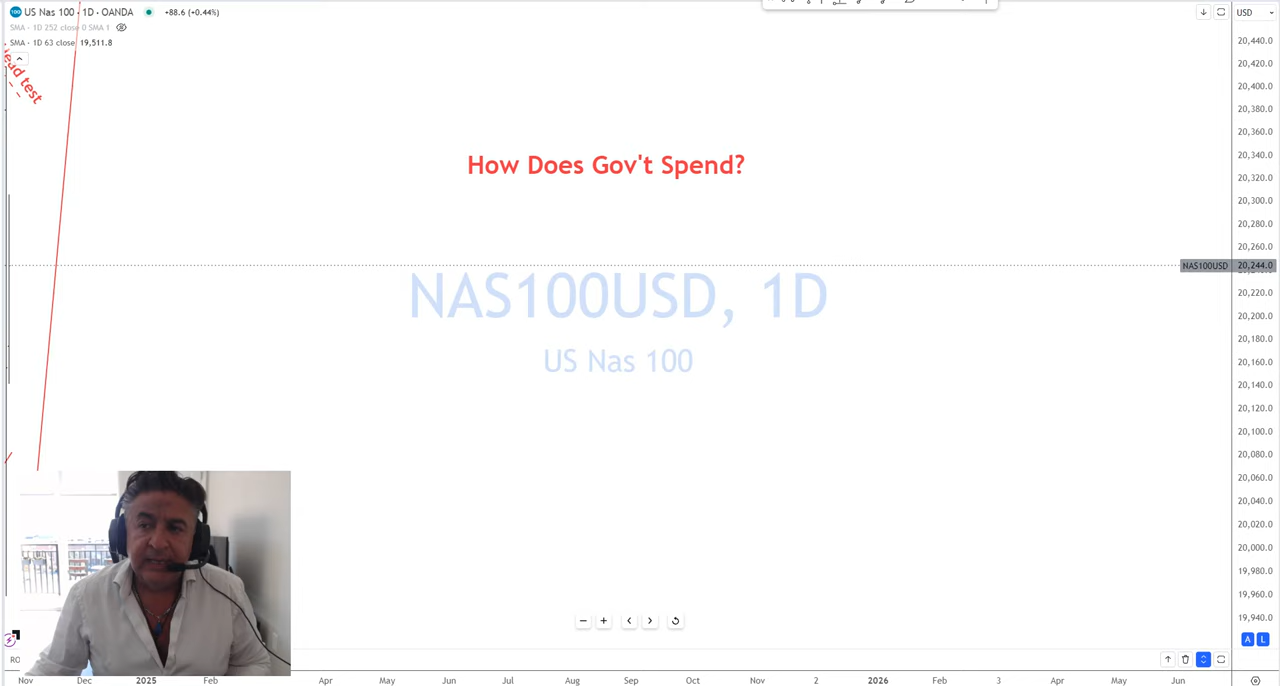 US Nas 100 · 1D · OANDA +88.6 (+0.44%)
SMA · 1D 252 close 0 SMA 1
SMA · 1D 63 close 19,511.8
test
How Does Gov't Spend?
NAS100USD, 1D
US Nas 100
USD
20,440.0
20,420.0
20,400.0
20,380.0
20,360.0
20,340.0
20,320.0
20,300.0
20,280.0
20,260.0
NAS100USD 20,244.0
20,220.0
20,200.0
20,180.0
20,160.0
20,140.0
20,120.0
20,100.0
20,080.0
20,060.0
20,040.0
20,020.0
20,000.0
19,980.0
19,960.0
19,940.0
A L
RO
Nov Dec 2025 Feb Apr May Jun Jul Aug Sep Oct Nov 2 2026 Feb 3 Apr May Jun